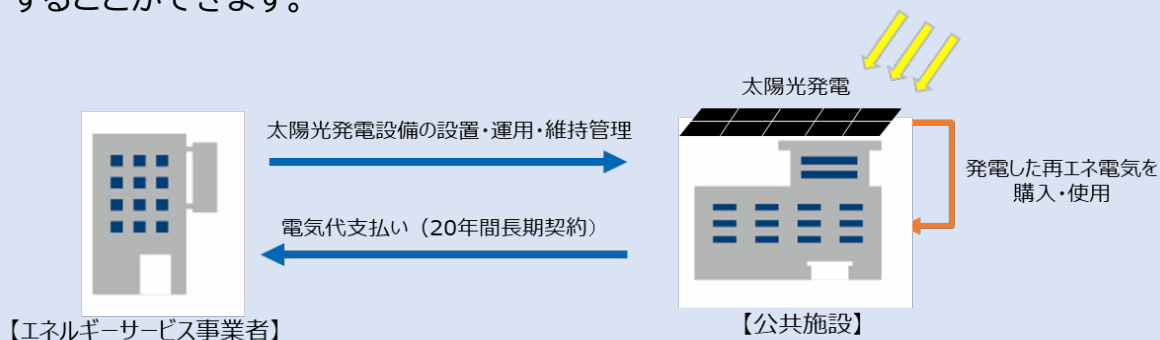 することができます。
太陽光発電
太陽光発電設備の設置・運用・維持管理
発電した再エネ電気を
購入・使用
電気代支払い（20年間長期契約）
【エネルギーサービス事業者】
【公共施設】